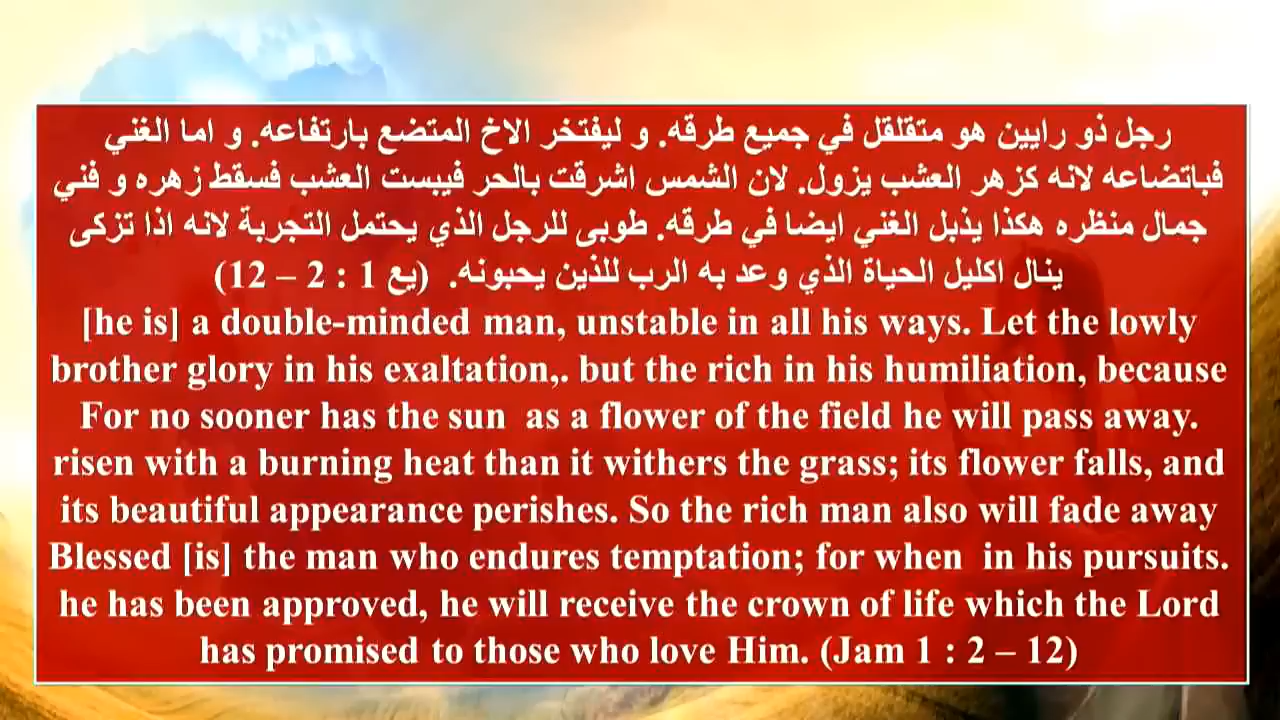 رجل ذو رايين هو متقلقل في جميع طرقه. و ليفتخر الاخ المتضع بارتفاعه. و اما الغني
فباتضاعه لانه كزهر العشب يزول. لان الشمس اشرقت بالحر فيبست العشب فسقط زهره و فني
جمال منظره هكذا يذبل الغني ايضا في طرقه. طوبى للرجل الذي يحتمل التجربة لانه اذا تزكى
ينال اكليل الحياة الذي وعد به الرب للذين يحبونه. (يع 1 : 2 – 12)
[he is] a double-minded man, unstable in all his ways. Let the lowly
brother glory in his exaltation,. but the rich in his humiliation, because
For no sooner has the sun as a flower of the field he will pass away.
risen with a burning heat than it withers the grass; its flower falls, and
its beautiful appearance perishes. So the rich man also will fade away
Blessed [is] the man who endures temptation; for when in his pursuits.
he has been approved, he will receive the crown of life which the Lord
has promised to those who love Him. (Jam 1 : 2 – 12)